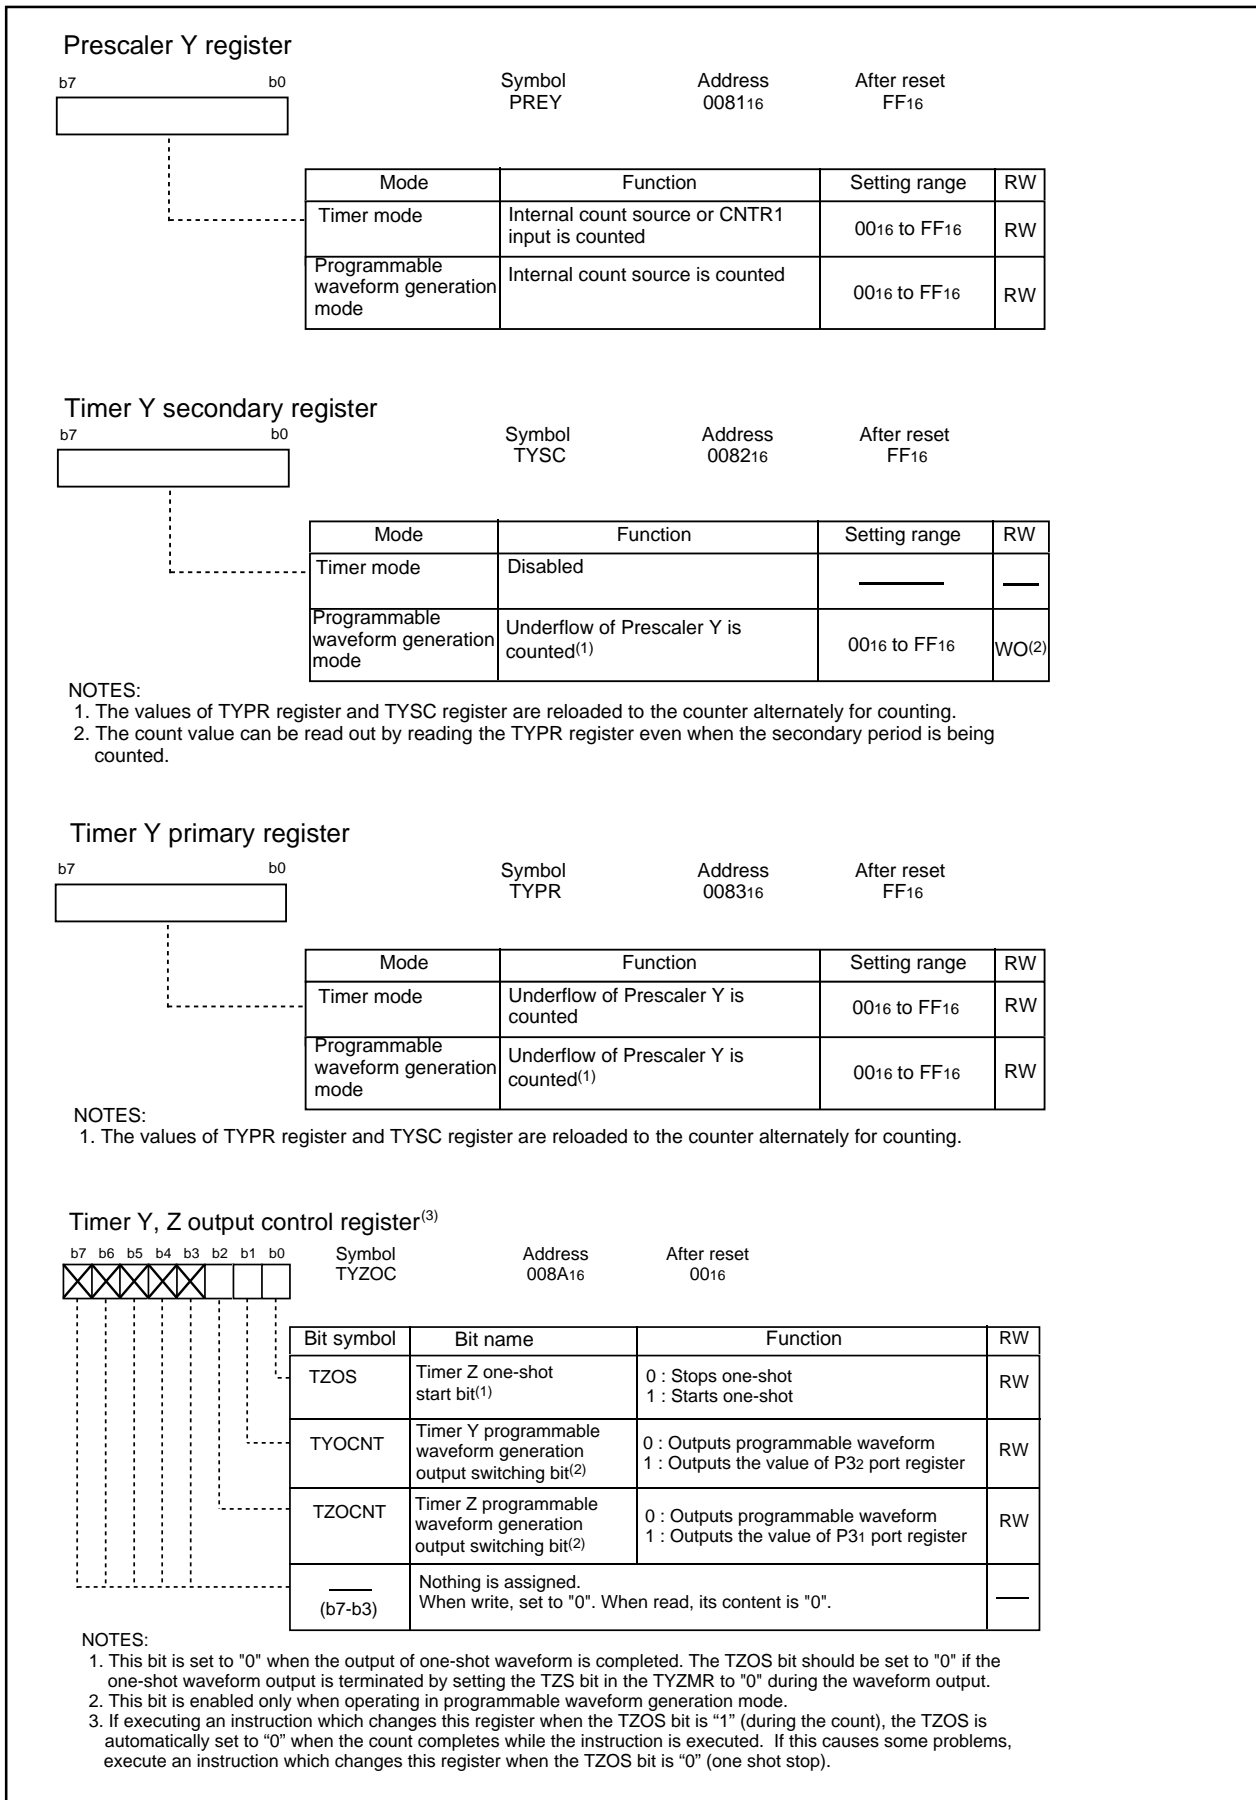 Prescaler Y register
b7 b0
Symbol Address After reset
PREY 008116 FF16
Mode Function Setting range RW
Timer mode Internal count source or CNTR1 input is counted 0016 to FF16 RW
Programmable waveform generation mode Internal count source is counted 0016 to FF16 RW
Timer Y secondary register
b7 b0
Symbol Address After reset
TYSC 008216 FF16
Mode Function Setting range RW
Timer mode Disabled
Programmable waveform generation mode Underflow of Prescaler Y is counted(1) 0016 to FF16 WO(2)
NOTES:
1. The values of TYPR register and TYSC register are reloaded to the counter alternately for counting.
2. The count value can be read out by reading the TYPR register even when the secondary period is being
counted.
Timer Y primary register
b7 b0
Symbol Address After reset
TYPR 008316 FF16
Mode Function Setting range RW
Timer mode Underflow of Prescaler Y is counted 0016 to FF16 RW
Programmable waveform generation mode Underflow of Prescaler Y is counted(1) 0016 to FF16 RW
NOTES:
1. The values of TYPR register and TYSC register are reloaded to the counter alternately for counting.
Timer Y, Z output control register(3)
b7 b6 b5 b4 b3 b2 b1 b0
Symbol Address After reset
TYZOC 008A16 0016
Bit symbol Bit name Function RW
TZOS Timer Z one-shot start bit(1) 0 : Stops one-shot 1 : Starts one-shot RW
TYOCNT Timer Y programmable waveform generation output switching bit(2) 0 : Outputs programmable waveform 1 : Outputs the value of P32 port register RW
TZOCNT Timer Z programmable waveform generation output switching bit(2) 0 : Outputs programmable waveform 1 : Outputs the value of P31 port register RW
(b7-b3) Nothing is assigned. When write, set to "0". When read, its content is "0".
NOTES:
1. This bit is set to "0" when the output of one-shot waveform is completed. The TZOS bit should be set to "0" if the
one-shot waveform output is terminated by setting the TZS bit in the TYZMR to "0" during the waveform output.
2. This bit is enabled only when operating in programmable waveform generation mode.
3. If executing an instruction which changes this register when the TZOS bit is “1” (during the count), the TZOS is
automatically set to “0” when the count completes while the instruction is executed. If this causes some problems,
execute an instruction which changes this register when the TZOS bit is “0” (one shot stop).